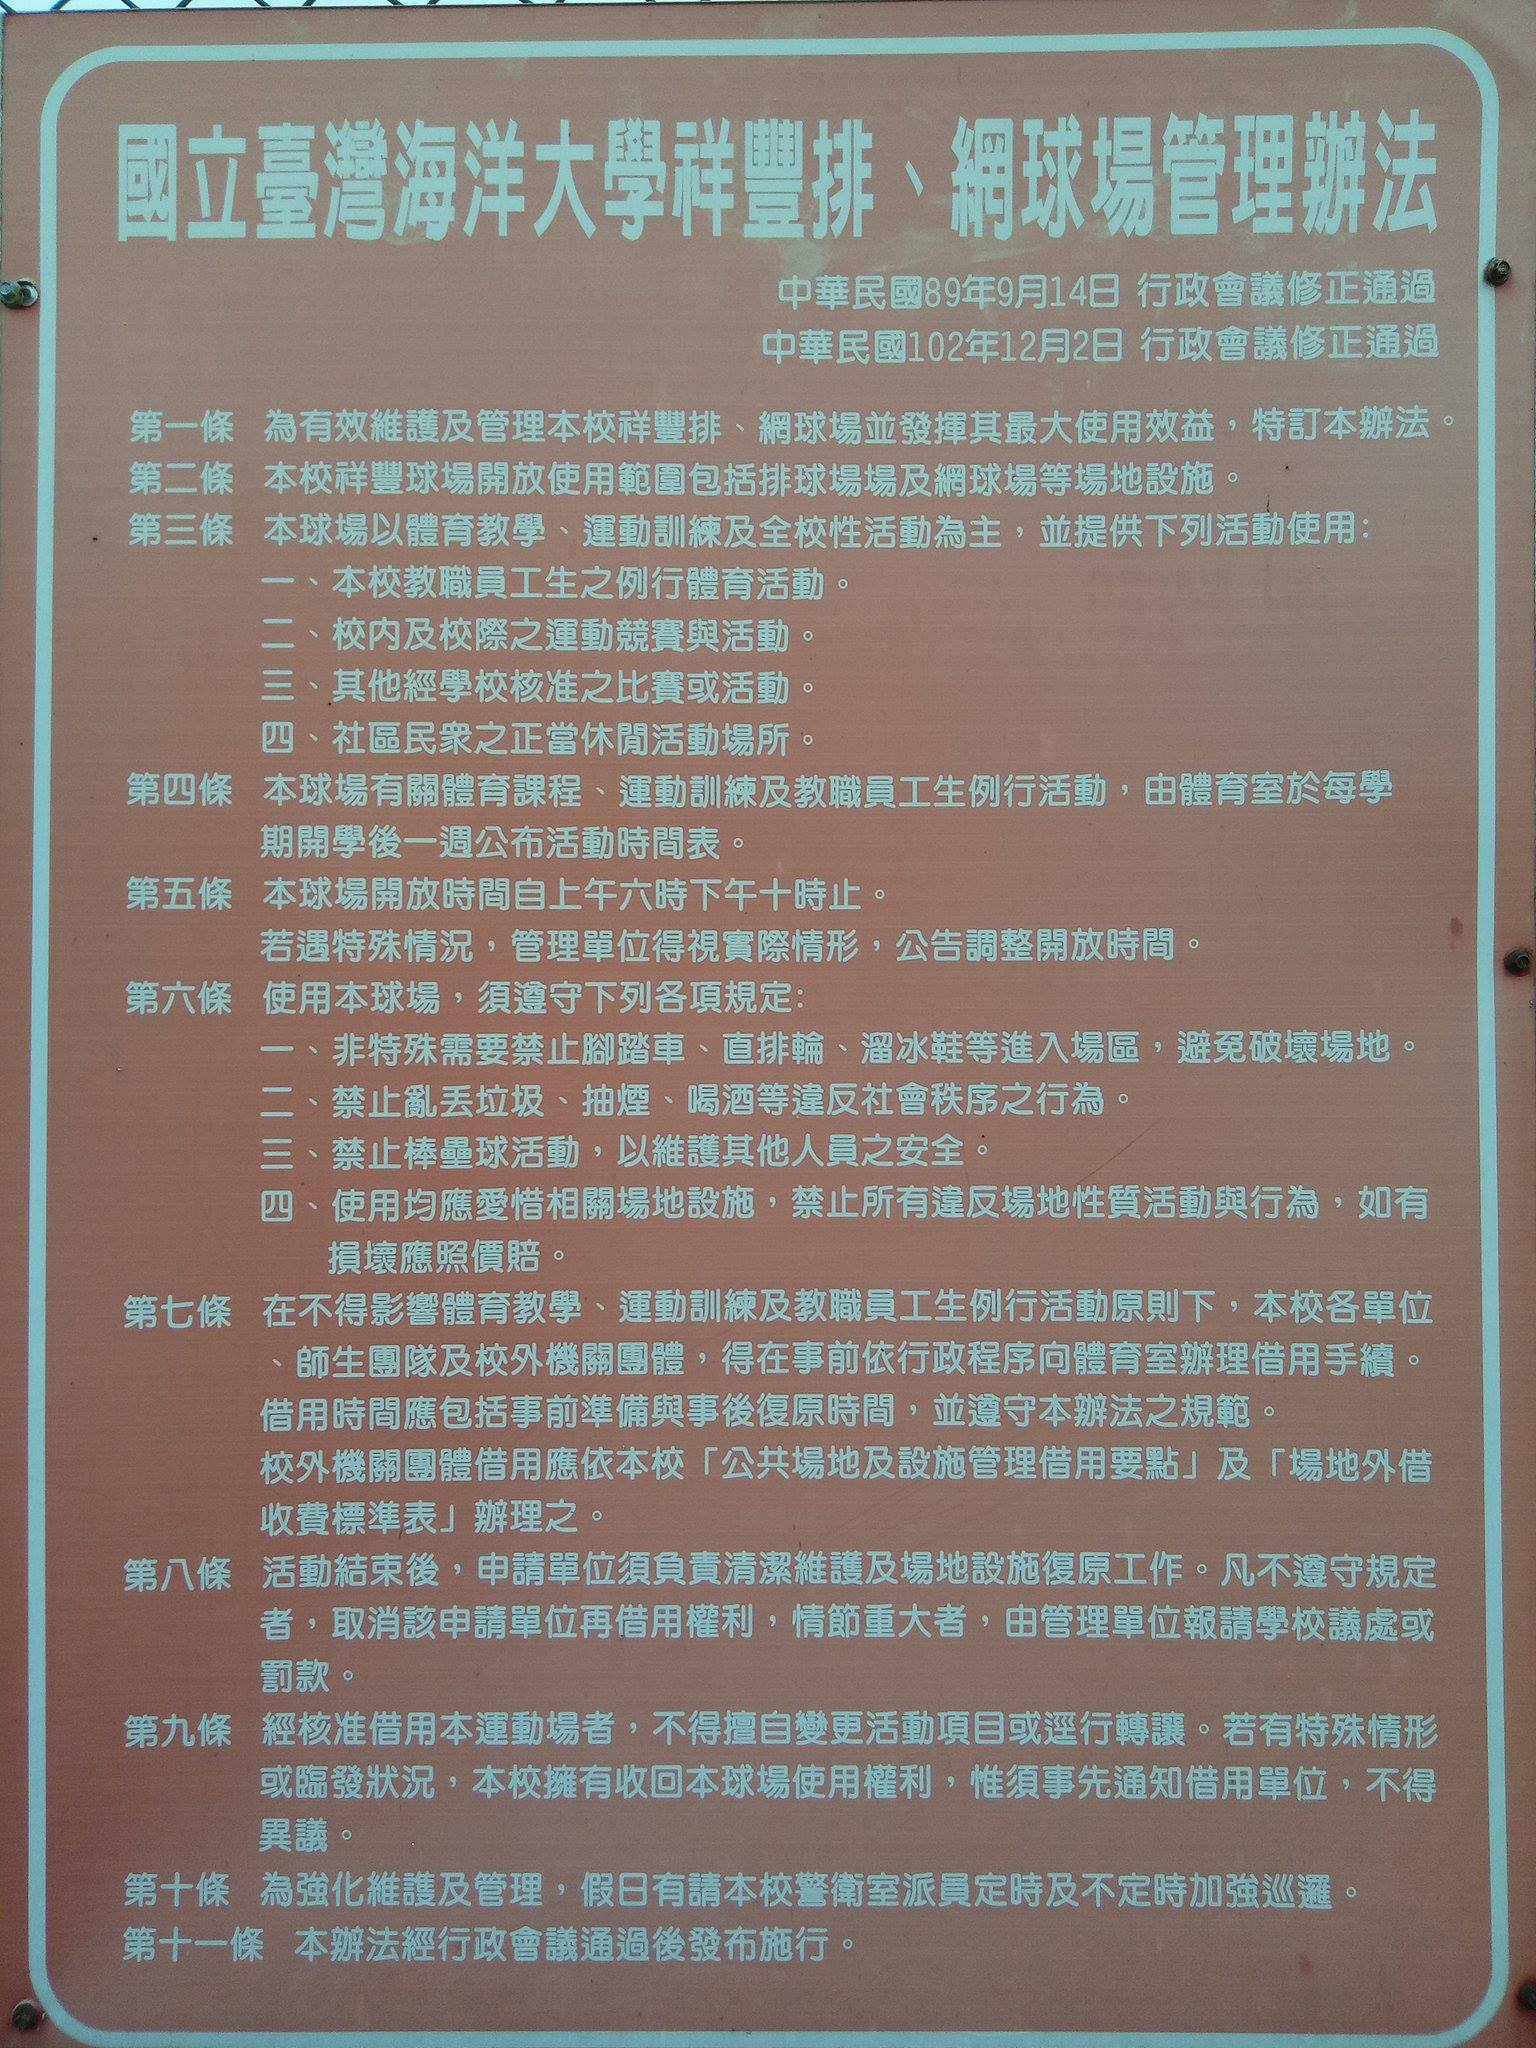 國立臺灣海洋大學祥豐排、網球場管理辦法
中華民國89年9月14日 行政會議修正通過
中華民國102年12月2日 行政會議修正通過
第一條 為有效維護及管理本校祥豐排、網球場並發揮其最大使用效益，特訂本辦法。
第二條 本校祥豐球場開放使用範圍包括排球場場及網球場等場地設施。
第三條 本球場以體育教學、運動訓練及全校性活動為主，並提供下列活動使用:
一、本校教職員工生之例行體育活動。
二、校內及校際之運動競賽與活動。
三、其他經學校核准之比賽或活動。
四、社區民眾之正當休閒活動場所。
第四條 本球場有關體育課程、運動訓練及教職員工生例行活動，由體育室於每學
期開學後一週公布活動時間表。
第五條 本球場開放時間自上午六時下午十時止。
若遇特殊情況，管理單位得視實際情形，公告調整開放時間。
第六條 使用本球場，須遵守下列各項規定:
一、非特殊需要禁止腳踏車、直排輪、溜冰鞋等進入場區，避免破壞場地。
二、禁止亂丟垃圾、抽煙、喝酒等違反社會秩序之行為。
三、禁止棒壘球活動，以維護其他人員之安全。
四、使用均應愛惜相關場地設施，禁止所有違反場地性質活動與行為，如有
損壞應照價賠。
第七條 在不得影響體育教學、運動訓練及教職員工生例行活動原則下，本校各單位
、師生團隊及校外機關團體，得在事前依行政程序向體育室辦理借用手續。
借用時間應包括事前準備與事後復原時間，並遵守本辦法之規範。
校外機關團體借用應依本校「公共場地及設施管理借用要點」及「場地外借
收費標準表」辦理之。
第八條 活動結束後，申請單位須負責清潔維護及場地設施復原工作。凡不遵守規定
者，取消該申請單位再借用權利，情節重大者，由管理單位報請學校議處或
罰款。
第九條 經核准借用本運動場者，不得擅自變更活動項目或逕行轉讓。若有特殊情形
或臨發狀況，本校擁有收回本球場使用權利，惟須事先通知借用單位，不得
異議。
第十條 為強化維護及管理，假日有請本校警衛室派員定時及不定時加強巡邏。
第十一條 本辦法經行政會議通過後發布施行。